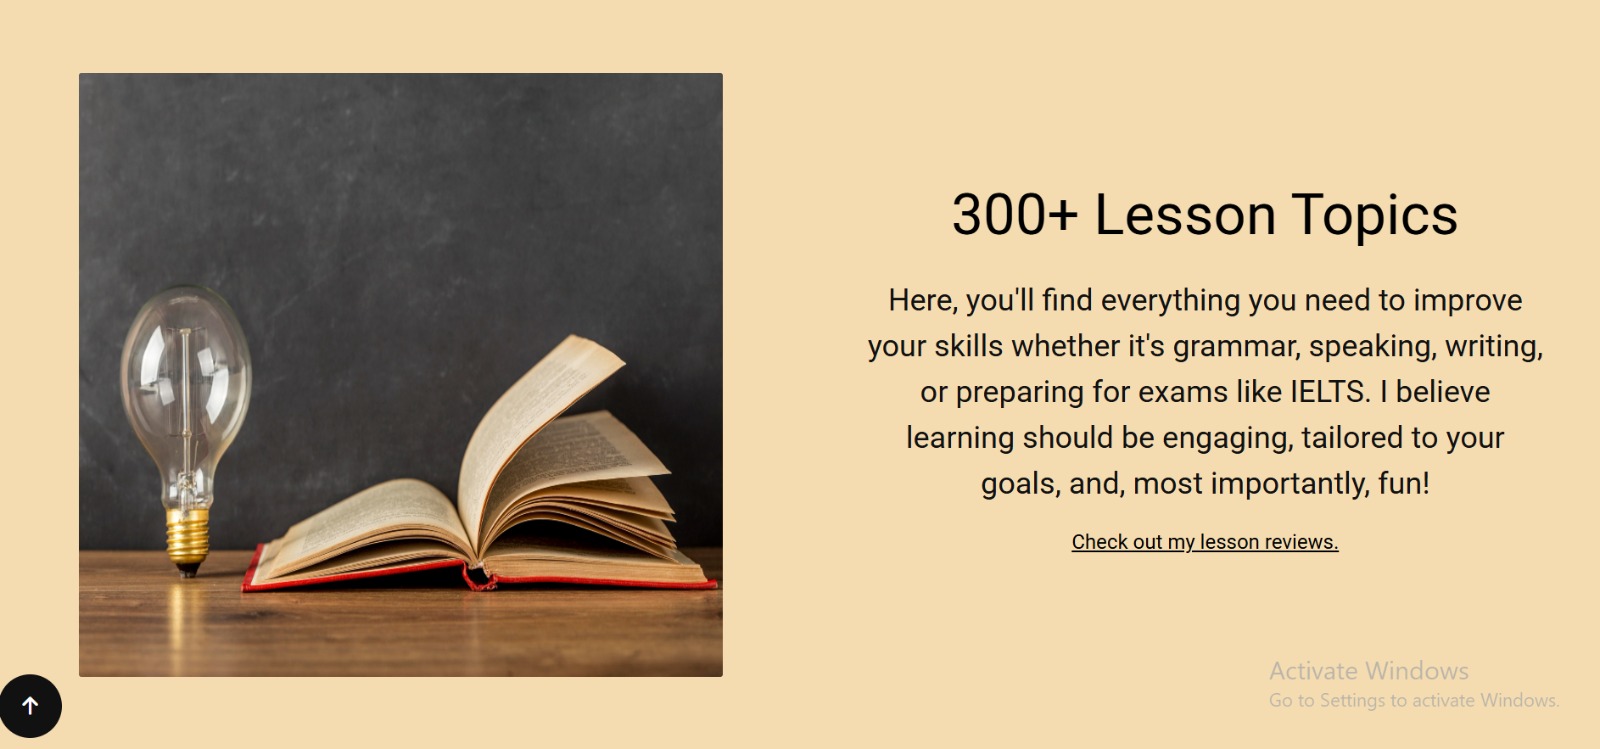 300+ Lesson Topics
Here, you'll find everything you need to improve
your skills whether it's grammar, speaking, writing,
or preparing for exams like IELTS. I believe
learning should be engaging, tailored to your
goals, and, most importantly, fun!
Check out my lesson reviews.
Activate Windows
Go to Settings to activate Windows.